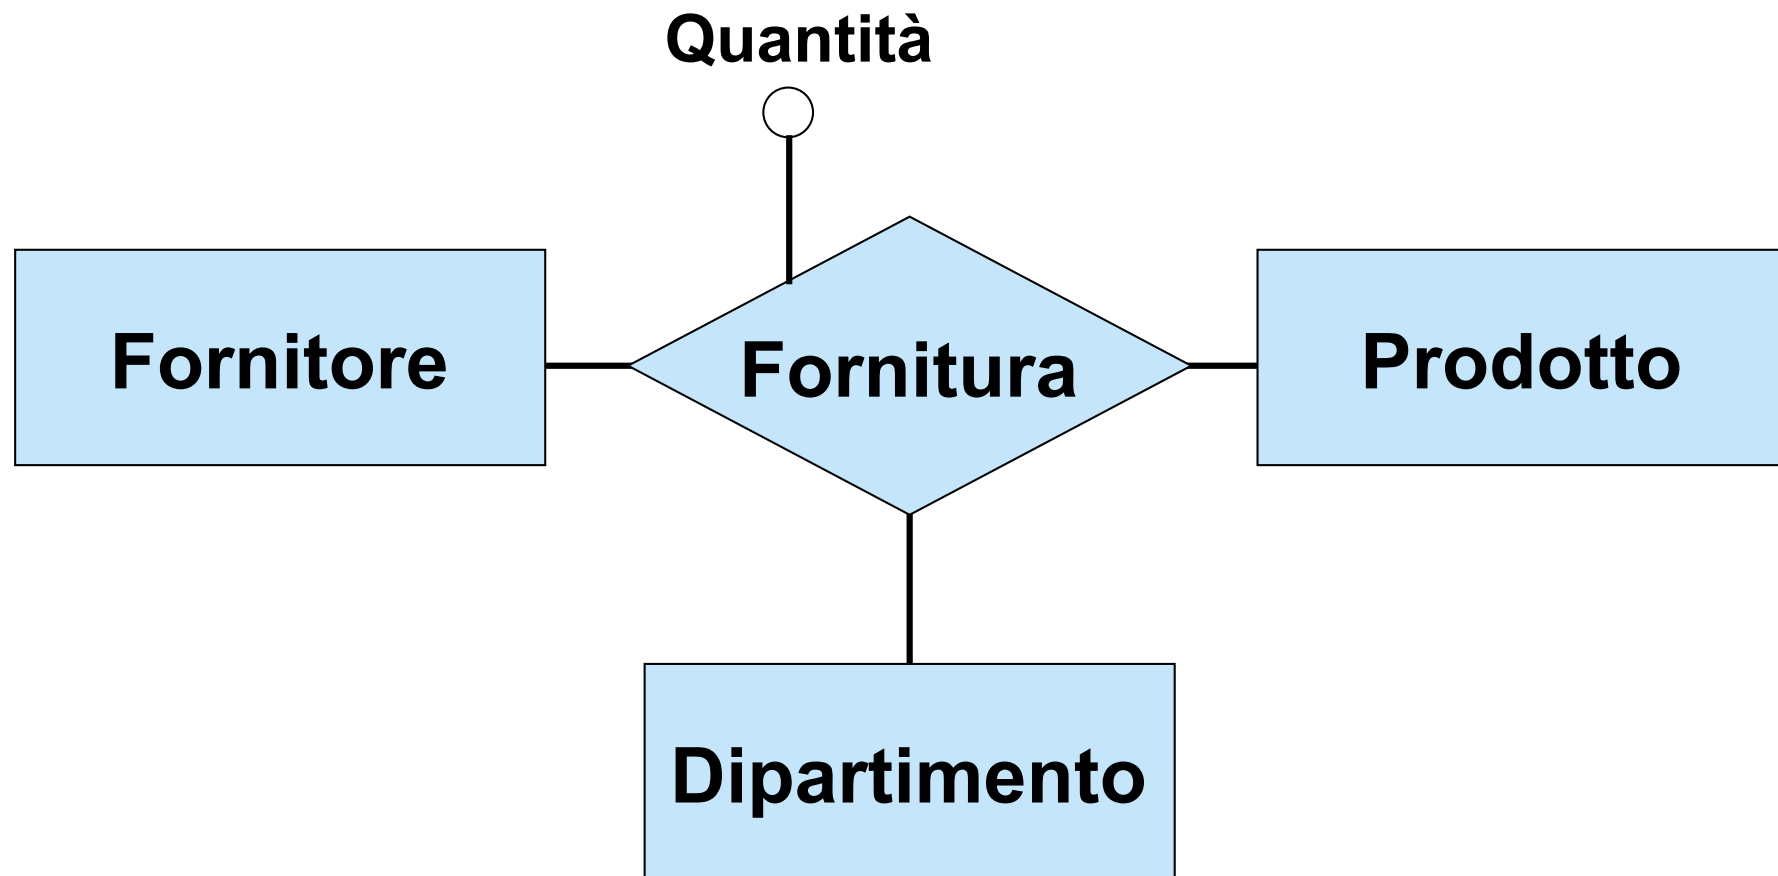 Quantità
Fornitore
Fornitura
Prodotto
Dipartimento